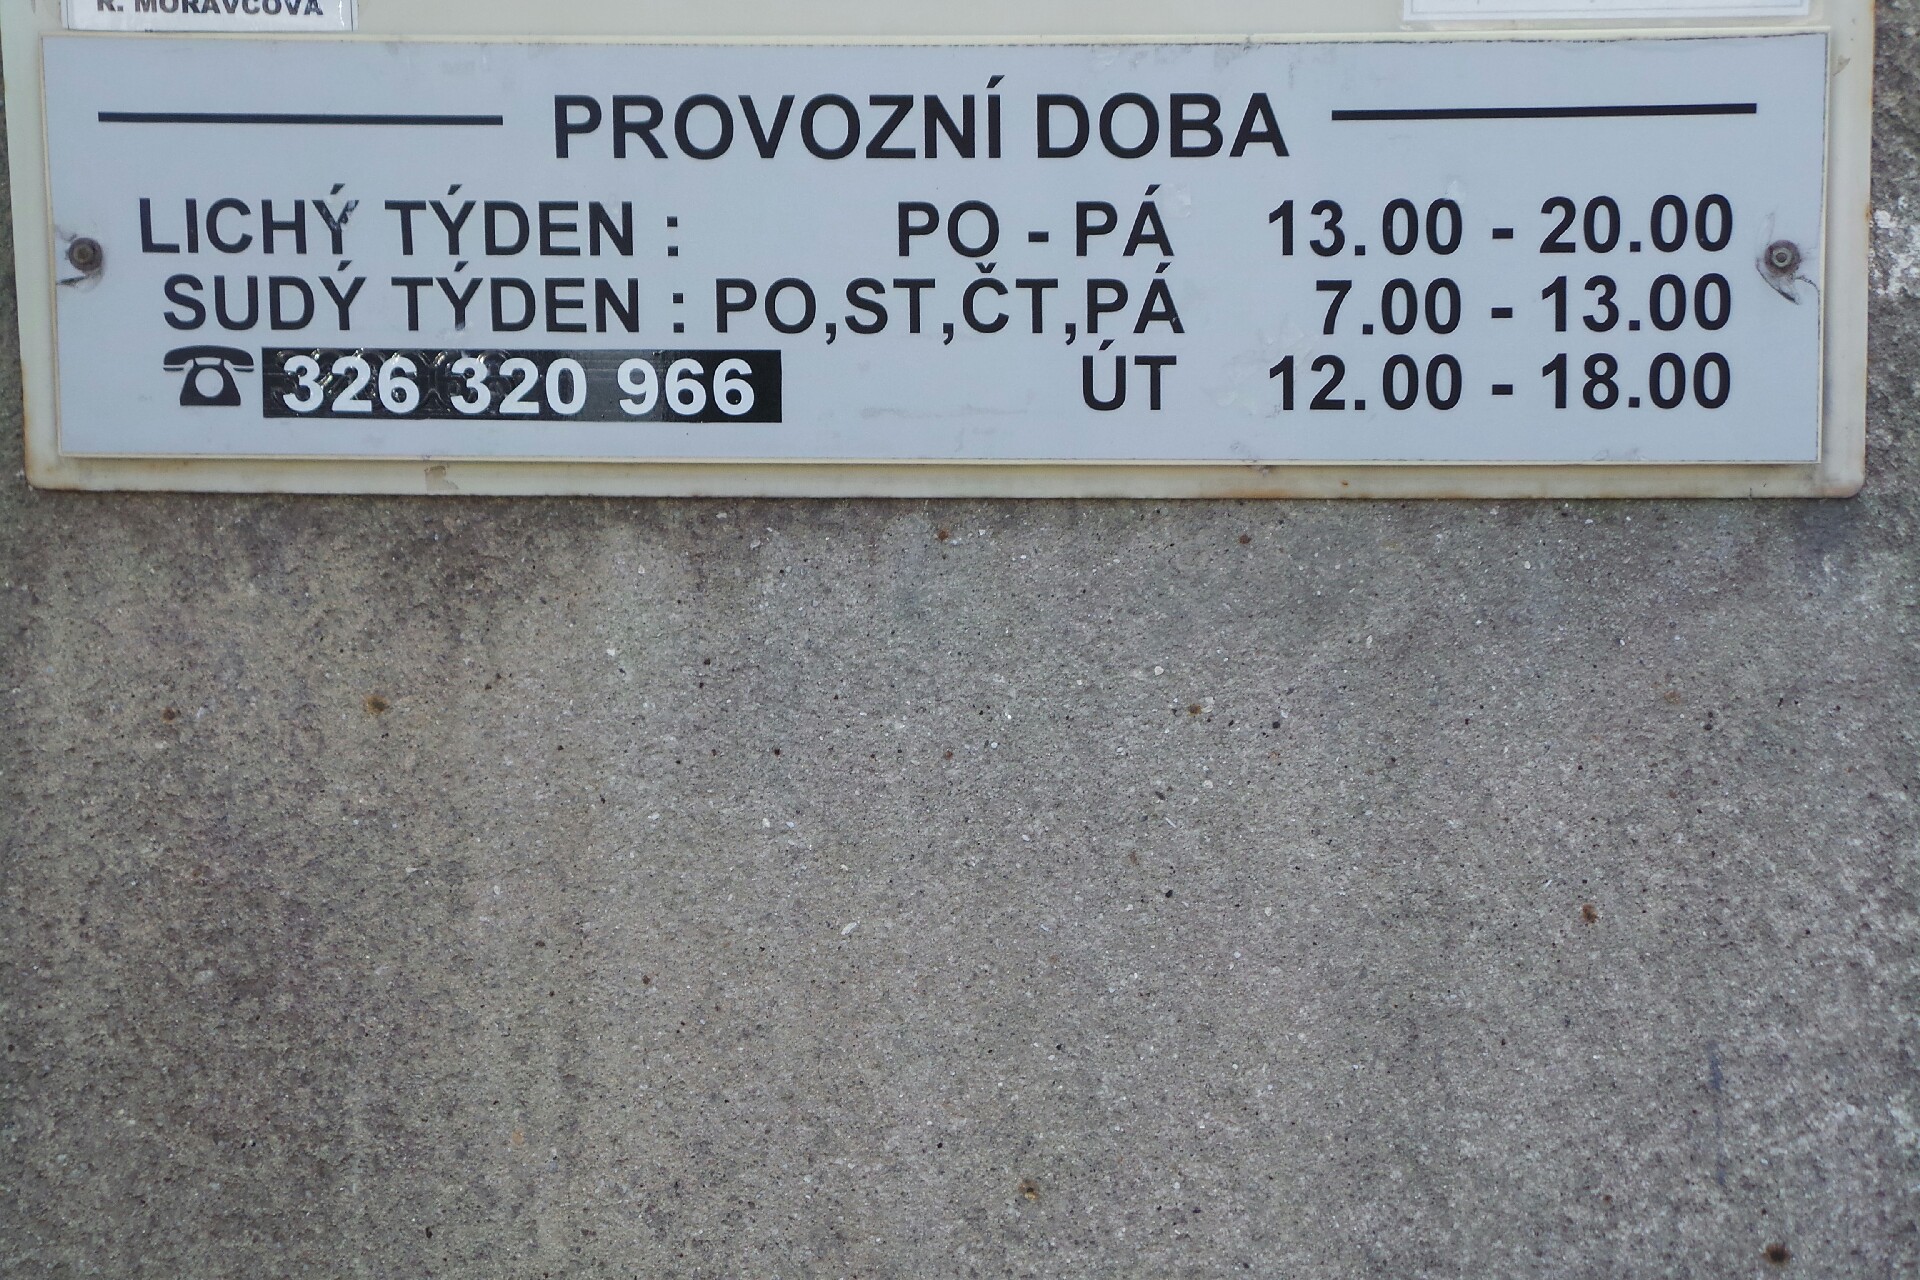 R. MORAVCOVÁ
PROVOZNÍ DOBA
LICHÝ TÝDEN : PO - PÁ 13.00 - 20.00
SUDÝ TÝDEN : PO,ST,ČT,PÁ 7.00 - 13.00
326 320 966 ÚT 12.00 - 18.00